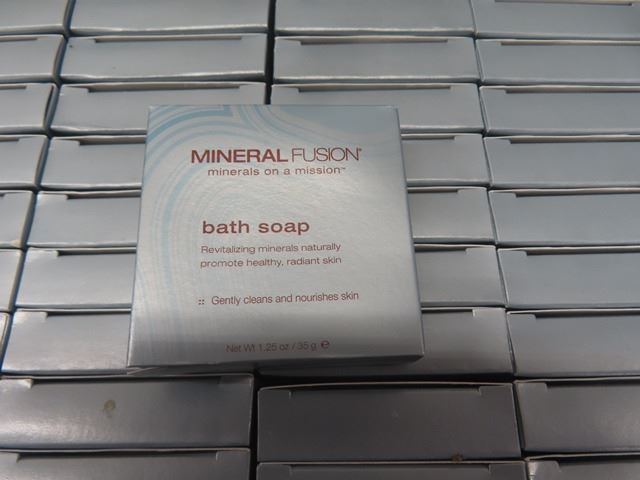 MINERAL FUSION®
minerals on a mission™
bath soap
Revitalizing minerals naturally
promote healthy, radiant skin
:: Gently cleans and nourishes skin
Net Wt 1.25 oz / 35 g ℮